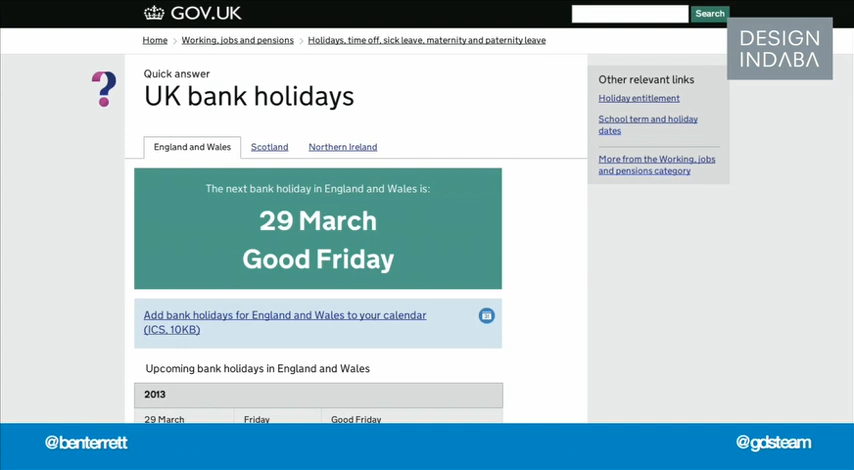 GOV.UK
Search
DESIGN
INDABA
Home > Working, jobs and pensions > Holidays, time off, sick leave, maternity and paternity leave
Quick answer
UK bank holidays
England and Wales
Scotland
Northern Ireland
The next bank holiday in England and Wales is:
29 March
Good Friday
Add bank holidays for England and Wales to your calendar
(ICS, 10KB)
31
Upcoming bank holidays in England and Wales
2013
29 March Friday Good Friday
Other relevant links
Holiday entitlement
School term and holiday
dates
More from the Working, jobs
and pensions category
@benterrett
@gdsteam